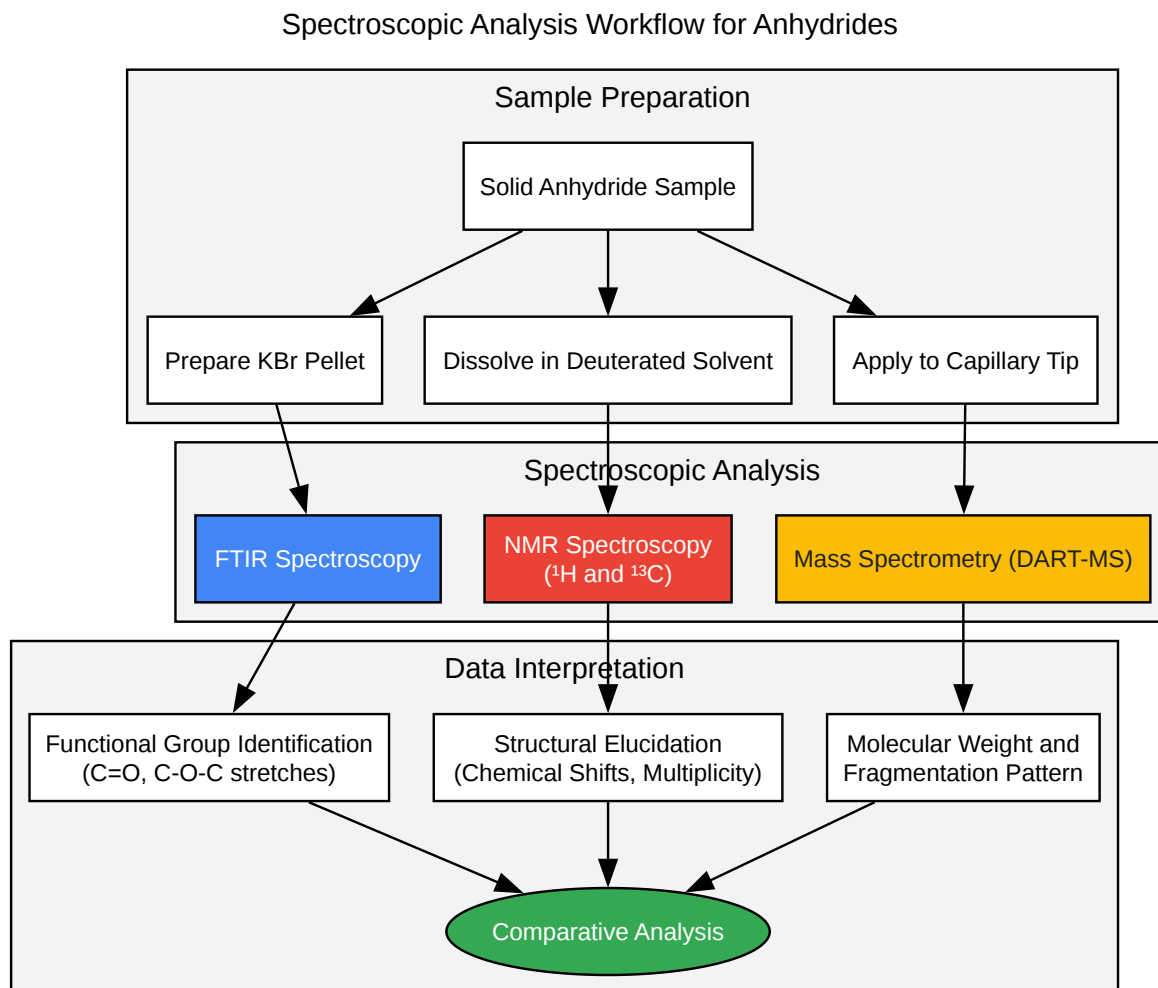 Spectroscopic Analysis Workflow for Anhydrides
Sample Preparation
Solid Anhydride Sample
Prepare KBr Pellet
Dissolve in Deuterated Solvent
Apply to Capillary Tip
Spectroscopic Analysis
FTIR Spectroscopy
NMR Spectroscopy
(¹H and ¹³C)
Mass Spectrometry (DART-MS)
Data Interpretation
Functional Group Identification
(C=O, C-O-C stretches)
Structural Elucidation
(Chemical Shifts, Multiplicity)
Molecular Weight and
Fragmentation Pattern
Comparative Analysis